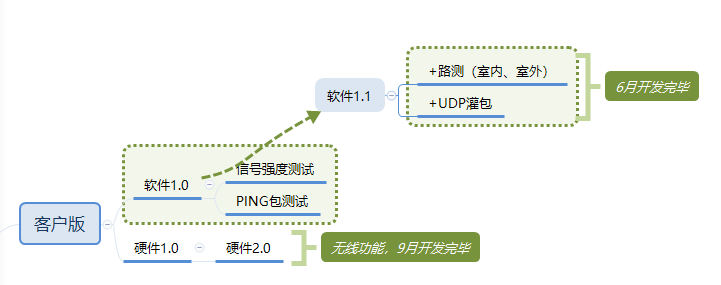 +路测（室内、室外）
6月开发完毕
软件1.1
+UDP灌包
信号强度测试
软件1.0
PING包测试
客户版
硬件1.0
硬件2.0
无线功能，9月开发完毕